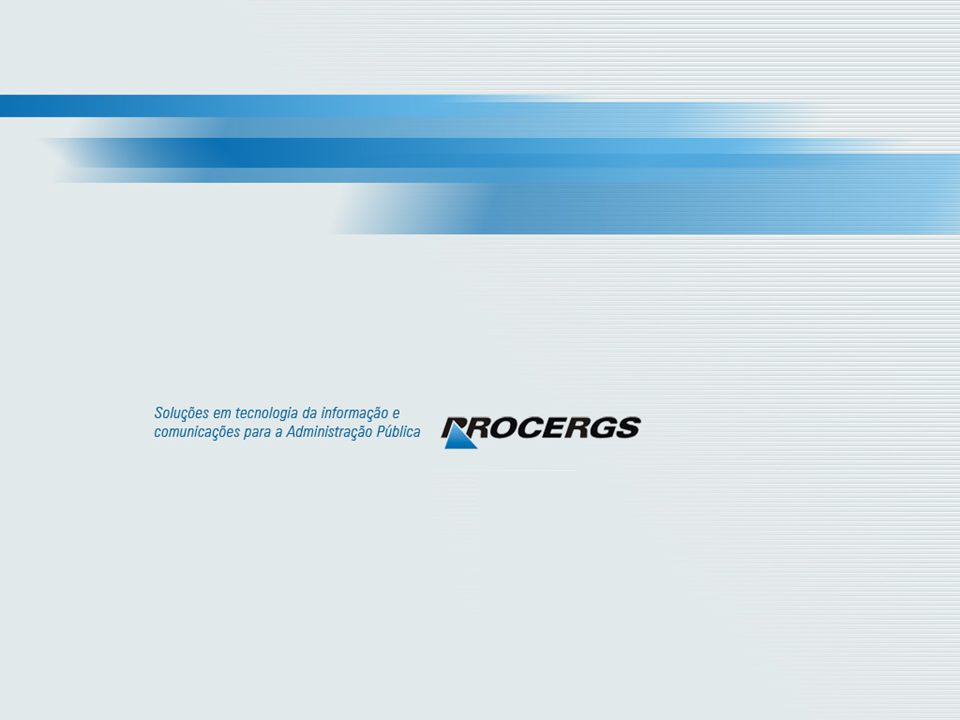 Soluções em tecnologia da informação e
comunicações para a Administração Pública
PROCERGS